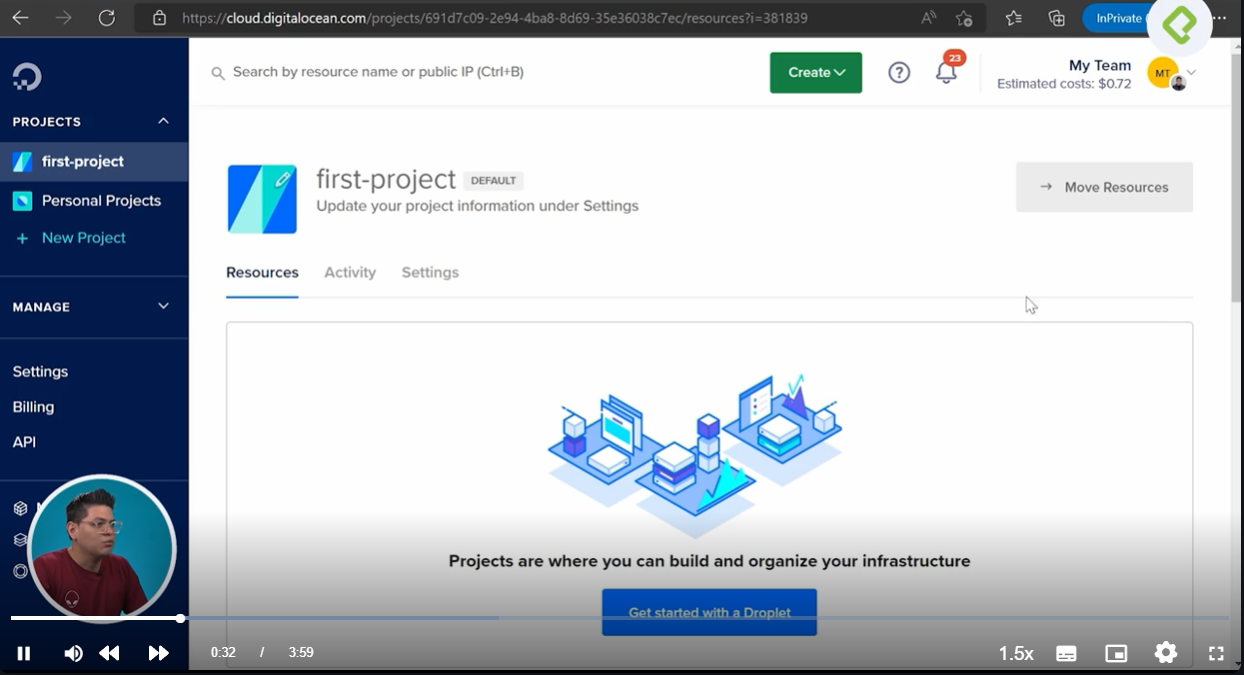 https://cloud.digitalocean.com/projects/691d7c09-2e94-4ba8-8d69-35e36038c7ec/resources?i=381839
InPrivate
Search by resource name or public IP (Ctrl+B)
Create
23
My Team
Estimated costs: $0.72
MT
PROJECTS
first-project
Personal Projects
+ New Project
MANAGE
Settings
Billing
API
first-project DEFAULT
Update your project information under Settings
→ Move Resources
Resources Activity Settings
Projects are where you can build and organize your infrastructure
Get started with a Droplet
0:32 / 3:59
1.5x